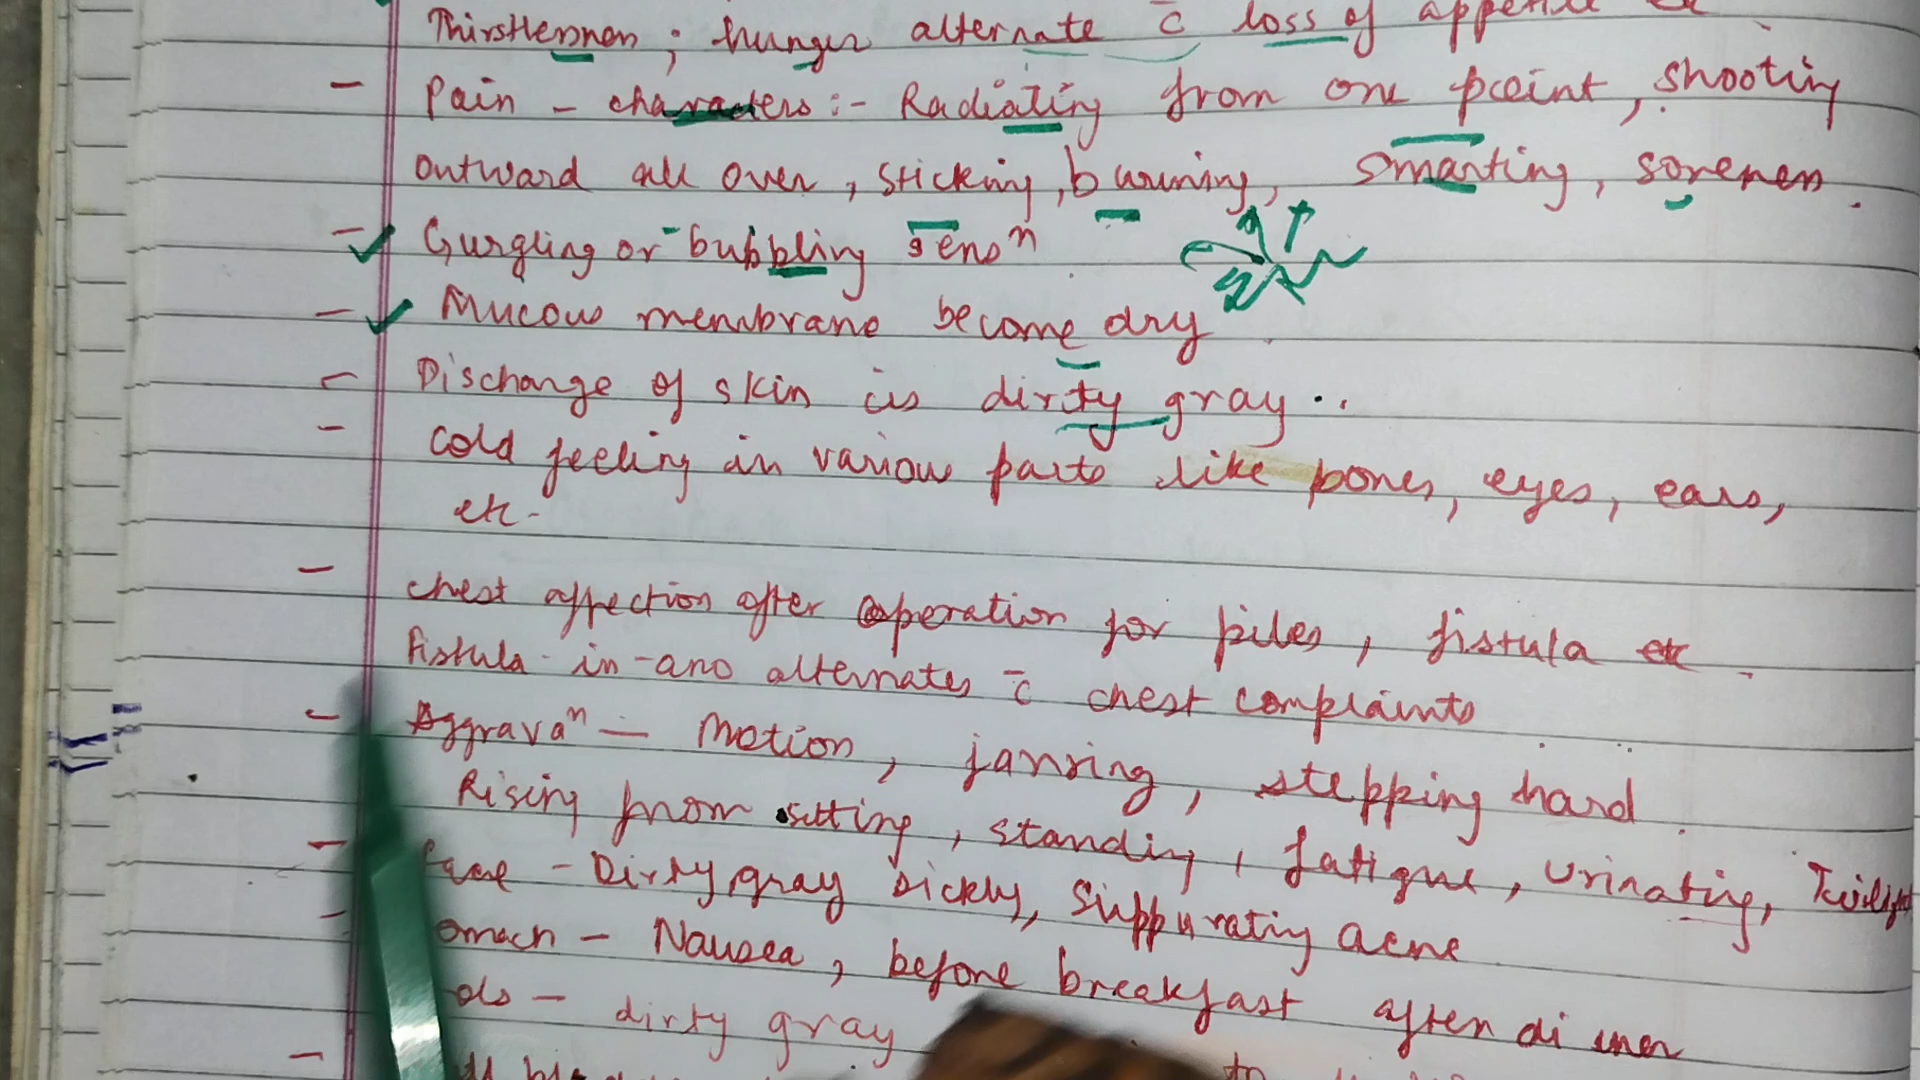 Thirstlessness ; hunger alternate c̄ loss of appetite
- Pain - characters :- Radiating from one point, shooting
outward all over, sticking, burning, smarting, soreness.
- Gurgling or bubbling sensⁿ
- Mucous membrane become dry
- Discharge of skin is dirty gray..
- cold feeling in various parts like bones, eyes, ears,
etc-
- chest affection after operation for piles, fistula etc
fistula-in-ano alternates c̄ chest complaints
- Aggravaⁿ - motion, jarring, stepping hard
Rising from sitting, standing, fatigue, urinating, Twilight
- face - Dirty gray sickly, suppurating acne
omach - Nausea, before breakfast after dinner
ols - dirty gray